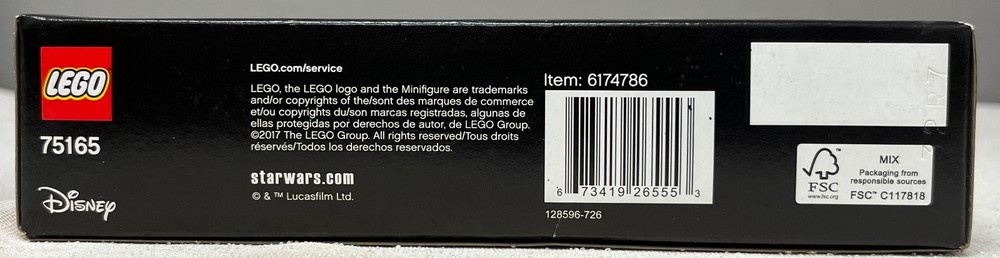 LEGO
75165
Disney
LEGO.com/service
LEGO, the LEGO logo and the Minifigure are trademarks
and/or copyrights of the/sont des marques de commerce
et/ou copyrights du/son marcas registradas, algunas de
ellas protegidas por derechos de autor, de LEGO Group.
©2017 The LEGO Group. All rights reserved/Tous droits
réservés/Todos los derechos reservados.
starwars.com
© & ™ Lucasfilm Ltd.
Item: 6174786
6 73419 26555 3
128596-726
FSC
www.fsc.org
MIX
Packaging from
responsible sources
FSC™ C117818